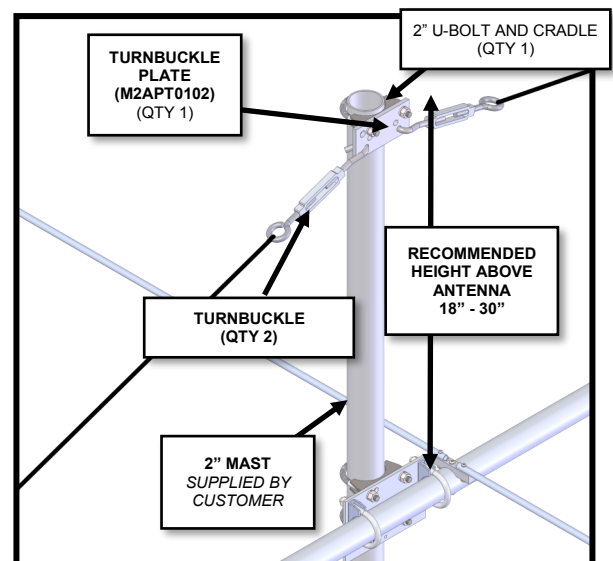 2” U-BOLT AND CRADLE
(QTY 1)
TURNBUCKLE
PLATE
(M2APT0102)
(QTY 1)
RECOMMENDED
HEIGHT ABOVE
ANTENNA
18” - 30”
TURNBUCKLE
(QTY 2)
2” MAST
SUPPLIED BY
CUSTOMER